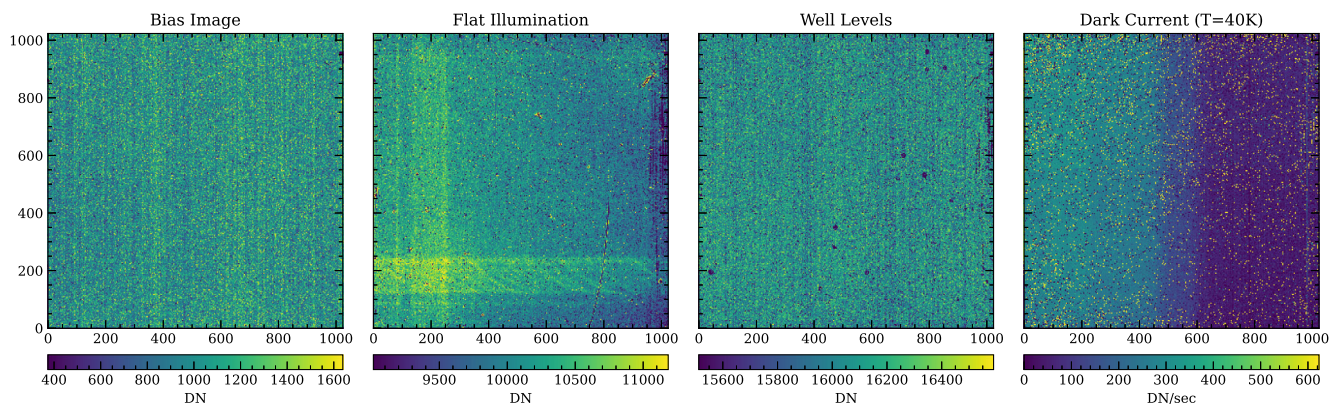 Bias Image
Flat Illumination
Well Levels
Dark Current (T=40K)
1000
800
600
400
200
0
0 200 400 600 800 1000
0 200 400 600 800 1000
0 200 400 600 800 1000
0 200 400 600 800 1000
400 600 800 1000 1200 1400 1600
9500 10000 10500 11000
15600 15800 16000 16200 16400
0 100 200 300 400 500 600
DN
DN
DN
DN/sec